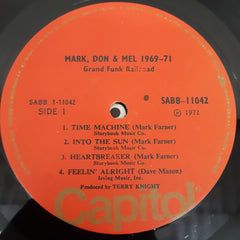 MARK, DON & MEL 1969-71
Grand Funk Railroad
SABB 1-11042
SIDE 1
SABB-11042
℗ 1972
1. TIME MACHINE (Mark Farner)
Storybook Music Co.
2. INTO THE SUN (Mark Farner)
Storybook Music Co.
3. HEARTBREAKER (Mark Farner)
Storybook Music Co.
4. FEELIN' ALRIGHT (Dave Mason)
Irving Music, Inc.
Produced by TERRY KNIGHT
Capitol